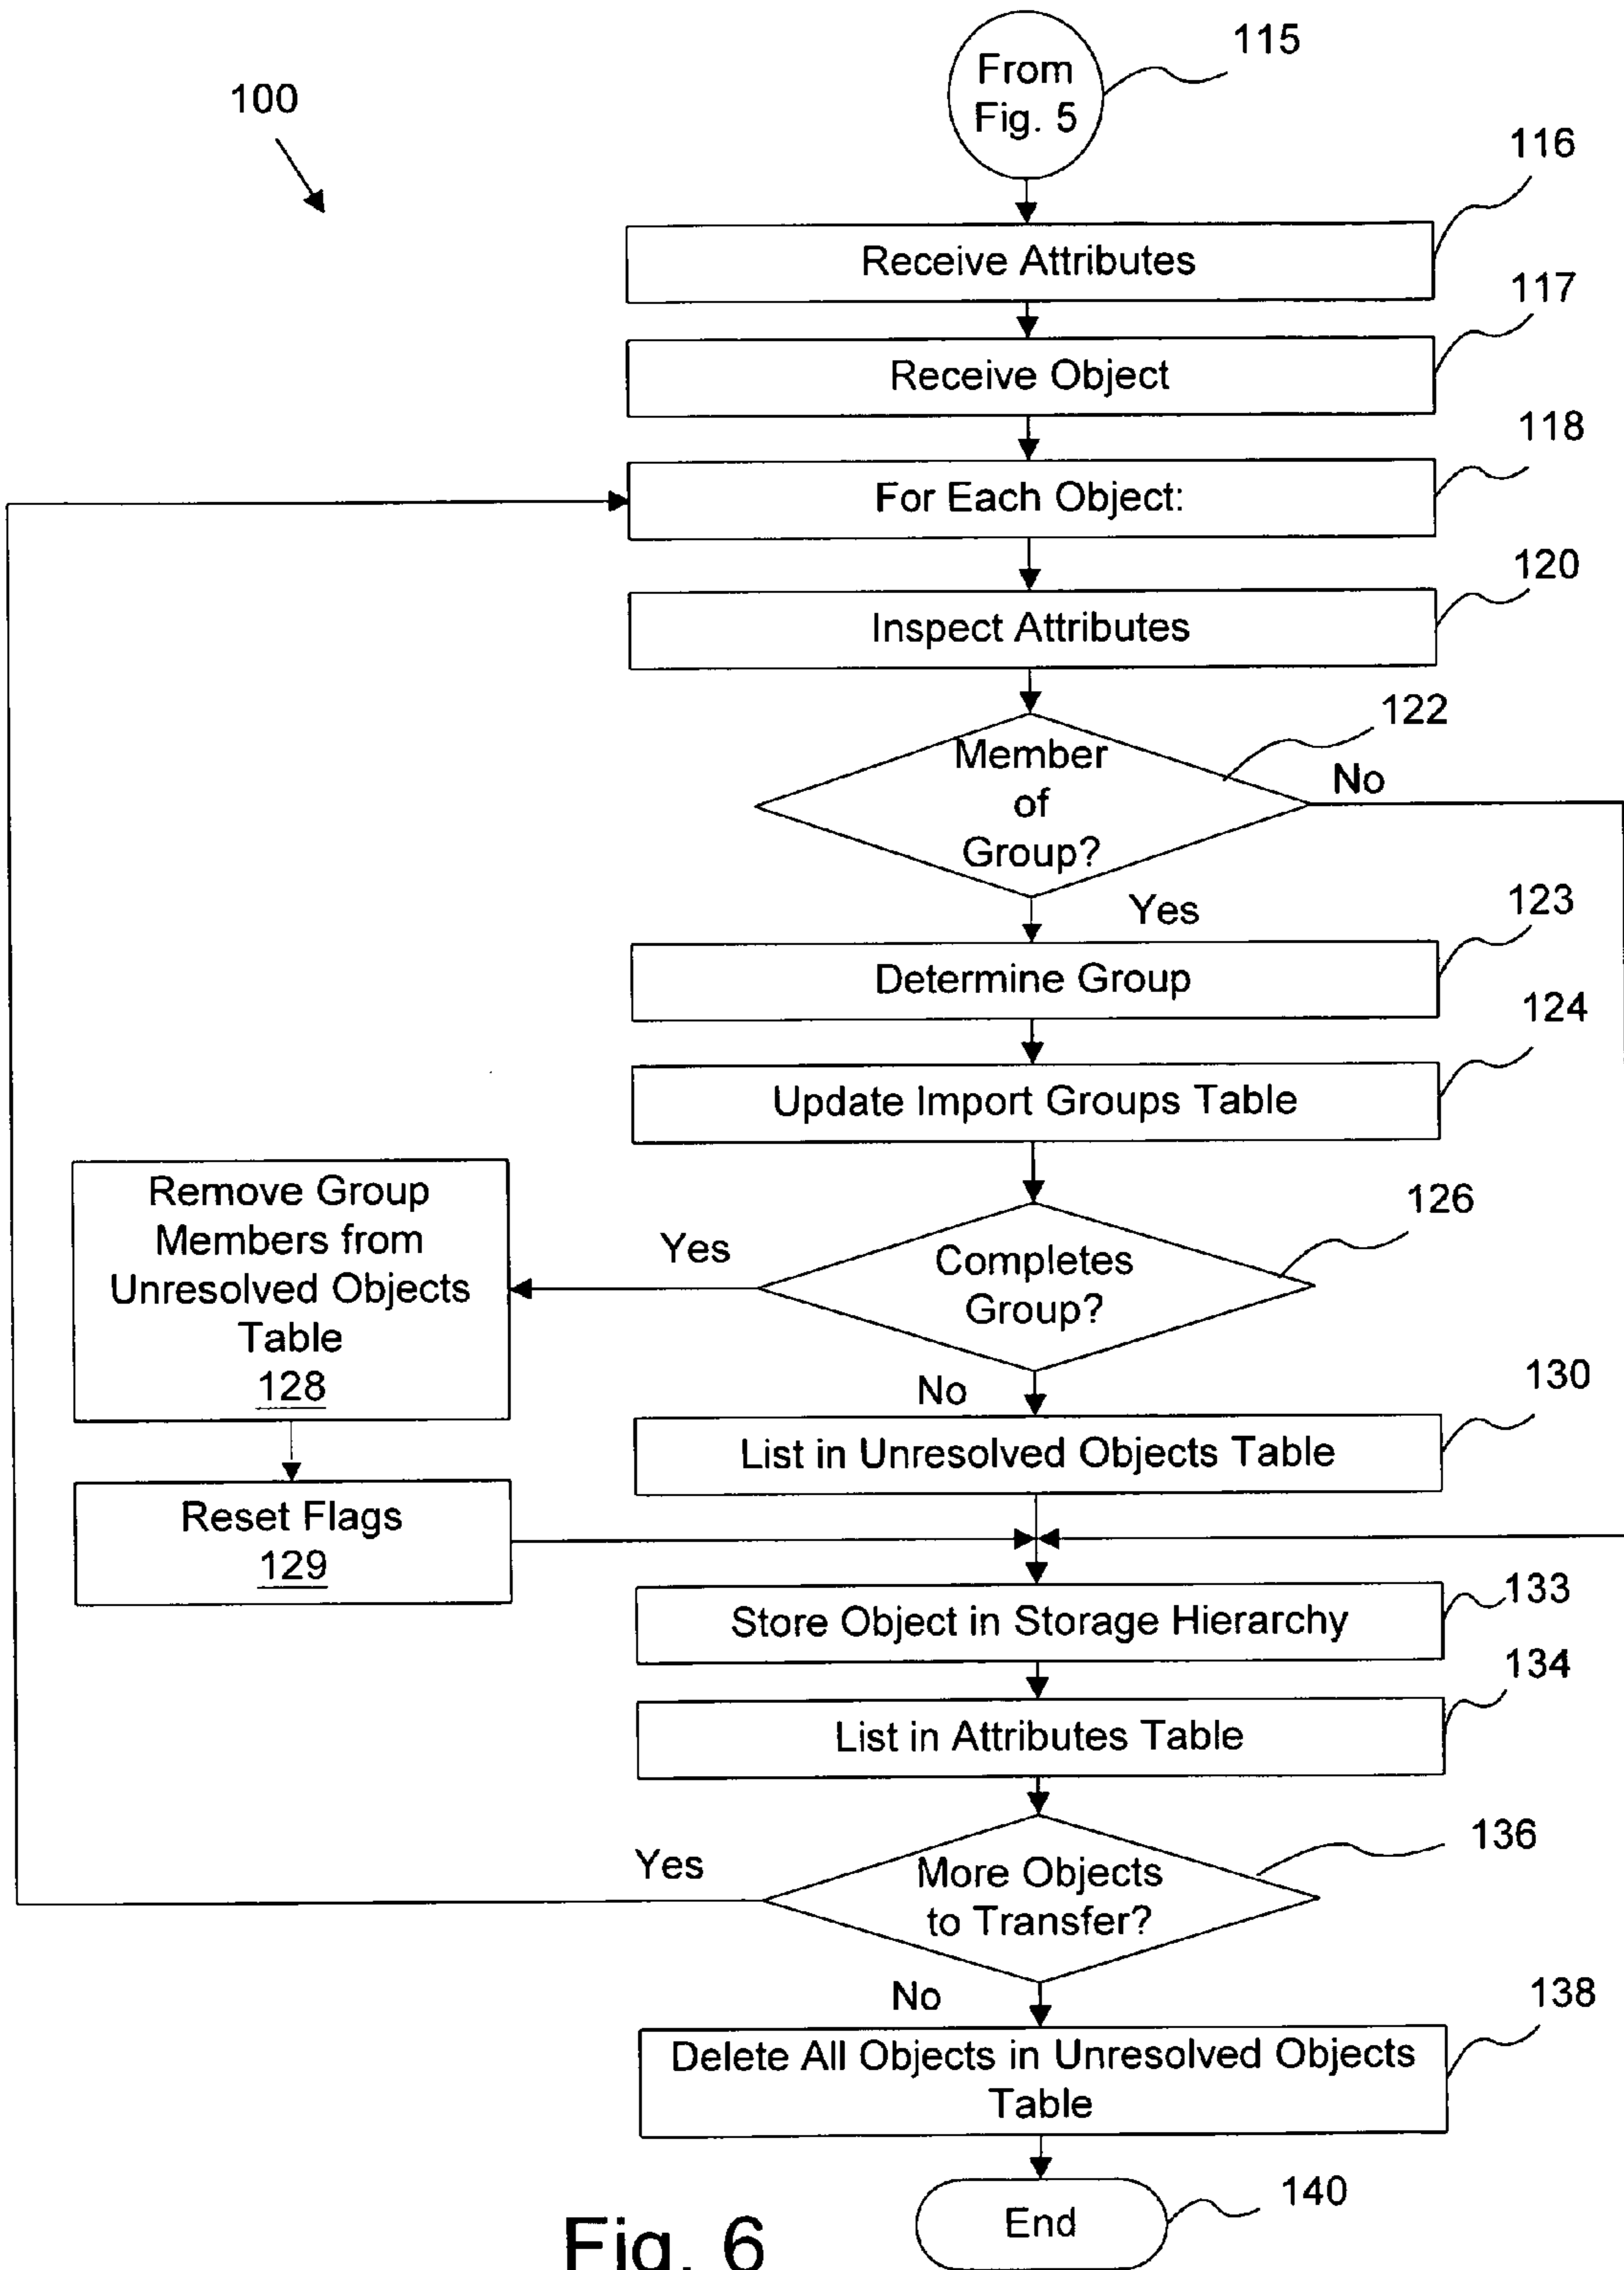 115
From
Fig. 5
100
116
Receive Attributes
117
Receive Object
118
For Each Object:
120
Inspect Attributes
122
Member
of
Group?
No
Yes
123
Determine Group
124
Update Import Groups Table
Remove Group
Members from
Unresolved Objects
Table
128
Yes
126
Completes
Group?
No
130
List in Unresolved Objects Table
Reset Flags
129
133
Store Object in Storage Hierarchy
134
List in Attributes Table
136
Yes
More Objects
to Transfer?
No
138
Delete All Objects in Unresolved Objects
Table
140
End
Fig. 6